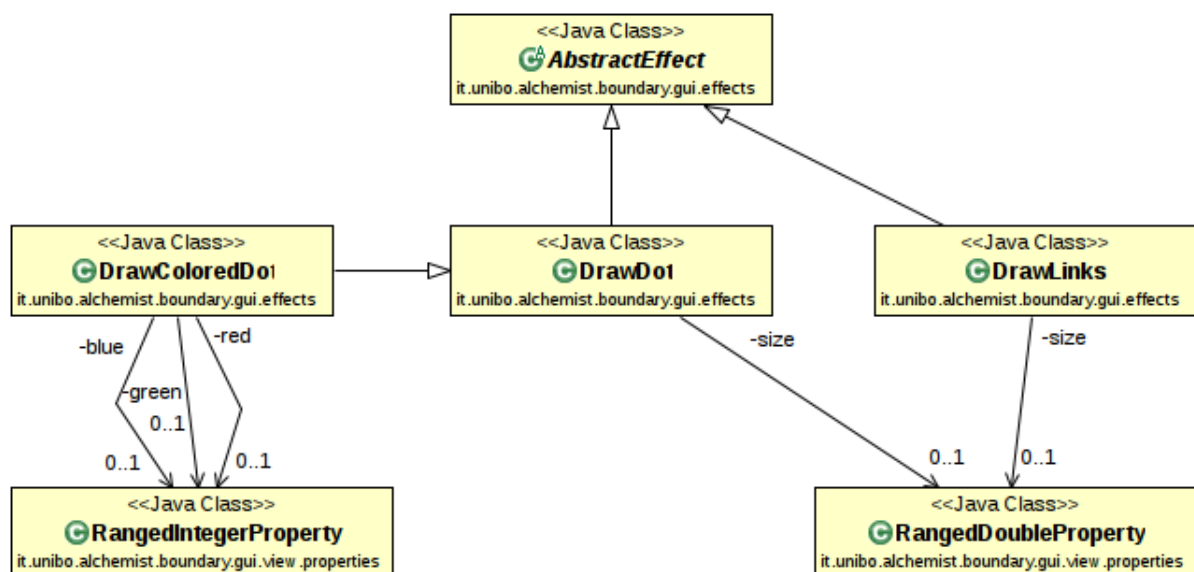 <<Java Class>>
AbstractEffect
it.unibo.alchemist.boundary.gui.effects
<<Java Class>>
DrawColoredDot
it.unibo.alchemist.boundary.gui.effects
<<Java Class>>
DrawDot
it.unibo.alchemist.boundary.gui.effects
<<Java Class>>
DrawLinks
it.unibo.alchemist.boundary.gui.effects
-blue
-red
-green
0..1
0..1
0..1
-size
-size
0..1
0..1
<<Java Class>>
RangedIntegerProperty
it.unibo.alchemist.boundary.gui.view.properties
<<Java Class>>
RangedDoubleProperty
it.unibo.alchemist.boundary.gui.view.properties